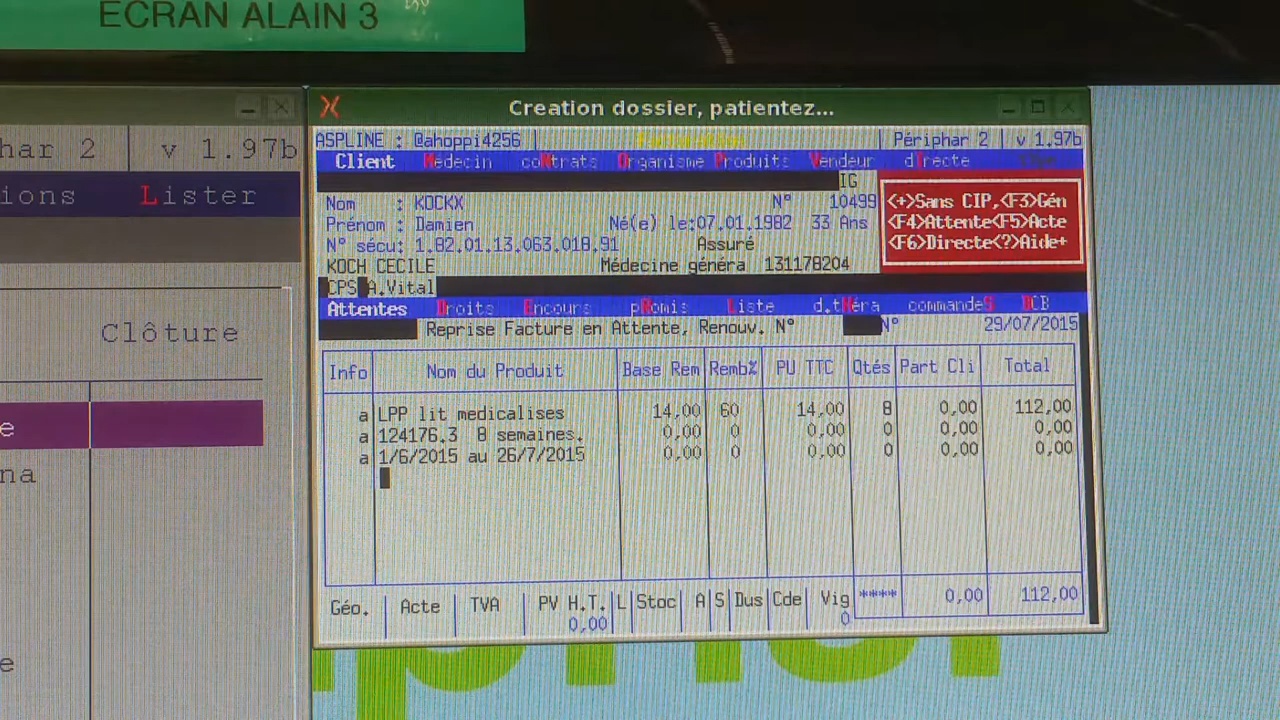 ECRAN ALAIN 3
Creation dossier, patientez...
har 2 v 1.97b
ions Lister
Clôture
e
na
e
ASPLINE : @ahoppi4256 Périphar 2 v 1.97b
Client Medecin coNtrats Organisme Produits Vendeur dIrecte
IG
Nom : KOCKX N° 10499
Prénom : Damien Né(e) le:07.01.1982 33 Ans
N° sécu: 1.82.01.13.063.018.91 Assuré
KOCH CECILE Médecine généra 131178204
CPS A.Vital
<+>Sans CIP,<F3>Gén
<F4>Attente<F5>Acte
<F6>Directe<?>Aide+
Attentes Droits Encours pRomis Liste d.tHéra commandeS BCB
Reprise Facture en Attente, Renouv. N° N° 29/07/2015
Info Nom du Produit Base Rem Remb% PU TTC Qtés Part Cli Total
a LPP lit medicalises 14,00 60 14,00 8 0,00 112,00
a 124176.3 8 semaines. 0,00 0 0,00 0 0,00 0,00
a 1/6/2015 au 26/7/2015 0,00 0 0,00 0 0,00 0,00
Géo. Acte TVA PV H.T. L Stoc A S Dus Cde Vig **** 0,00 112,00
0,00 0